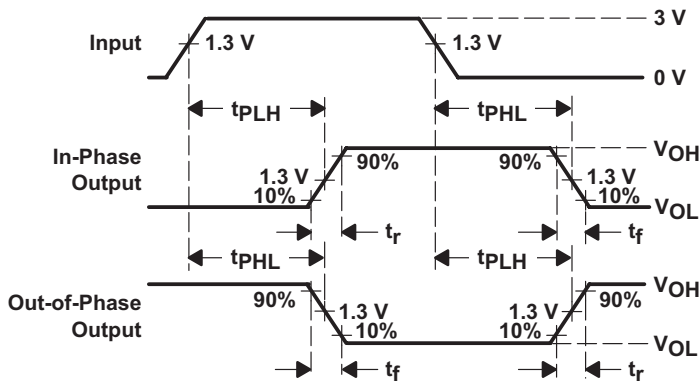 3 V
Input
1.3 V
1.3 V
0 V
tPLH
tPHL
In-Phase
Output
VOH
90%
90%
1.3 V
1.3 V
10%
10%
VOL
tr
tf
tPHL
tPLH
Out-of-Phase
Output
VOH
90%
90%
1.3 V
1.3 V
10%
10%
VOL
tf
tr